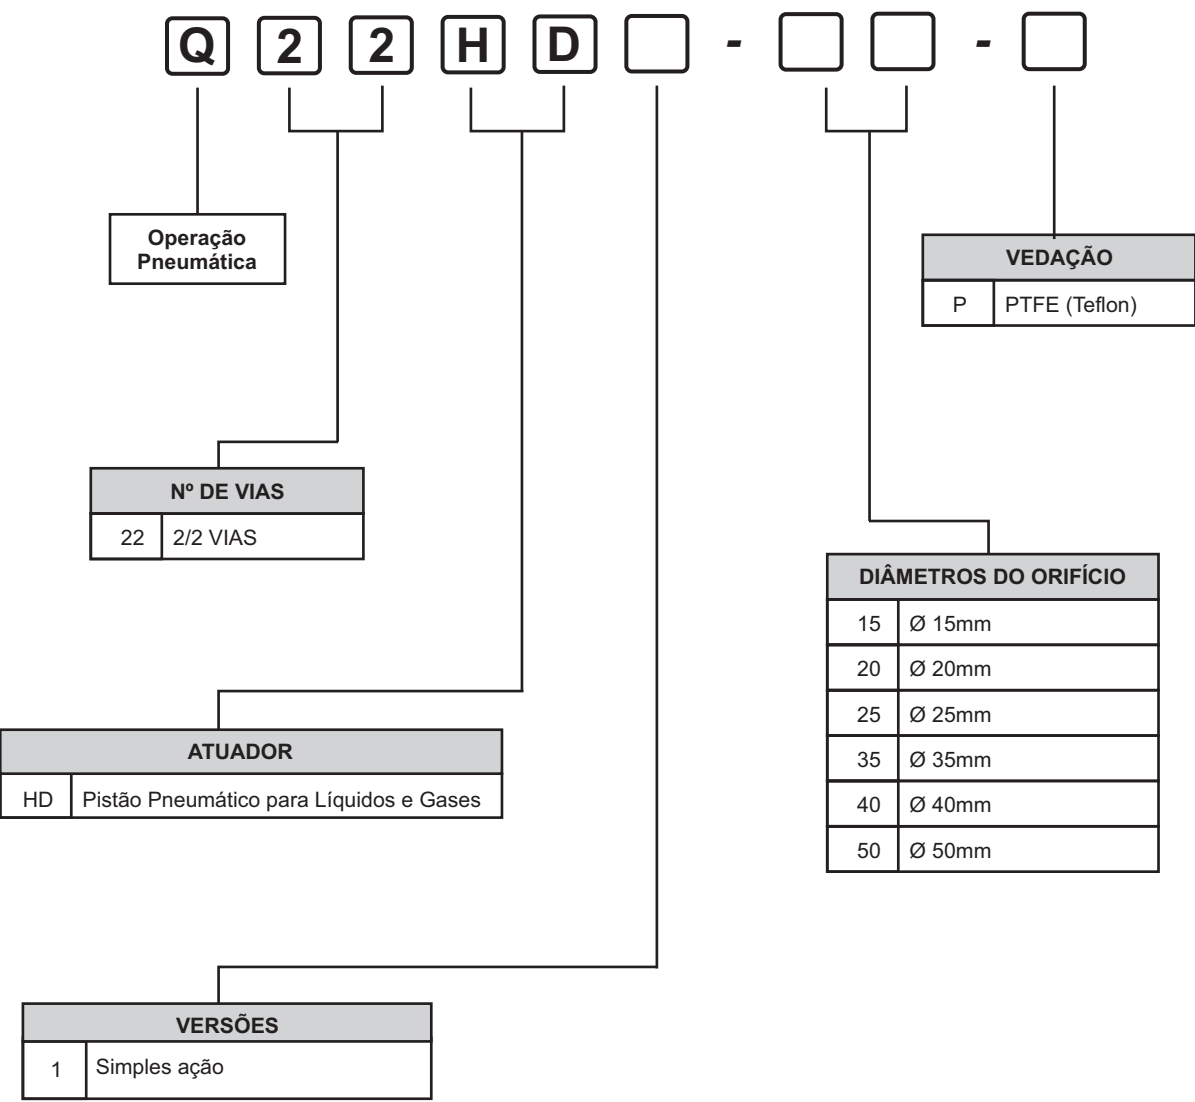 Q 2 2 H D - -
Operação
Pneumática
VEDAÇÃO
P PTFE (Teflon)
Nº DE VIAS
22 2/2 VIAS
DIÂMETROS DO ORIFÍCIO
15 Ø 15mm
20 Ø 20mm
25 Ø 25mm
35 Ø 35mm
40 Ø 40mm
50 Ø 50mm
ATUADOR
HD Pistão Pneumático para Líquidos e Gases
VERSÕES
1 Simples ação